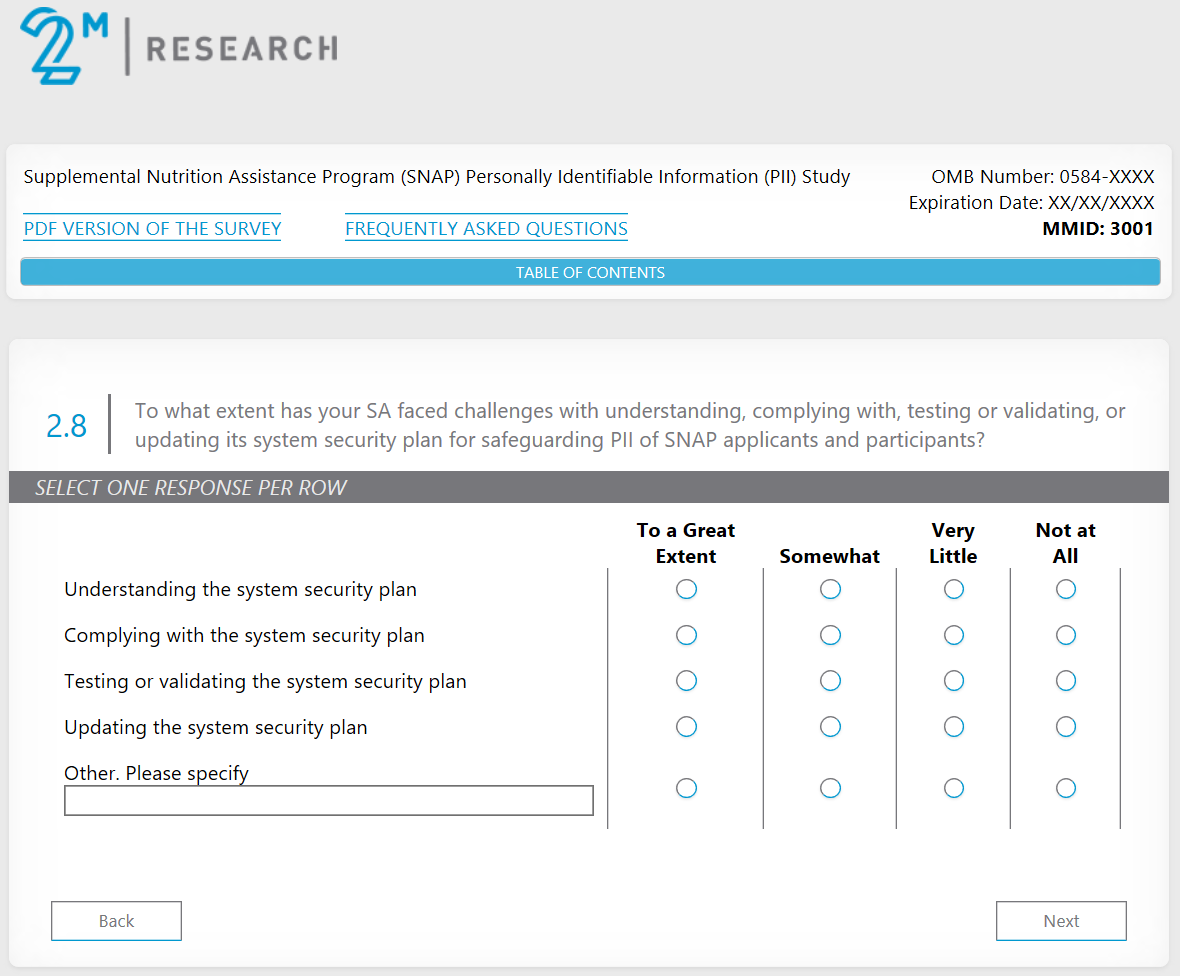 2M RESEARCH
Supplemental Nutrition Assistance Program (SNAP) Personally Identifiable Information (PII) Study
OMB Number: 0584-XXXX
Expiration Date: XX/XX/XXXX
PDF VERSION OF THE SURVEY FREQUENTLY ASKED QUESTIONS
MMID: 3001
TABLE OF CONTENTS
2.8
To what extent has your SA faced challenges with understanding, complying with, testing or validating, or
updating its system security plan for safeguarding PII of SNAP applicants and participants?
SELECT ONE RESPONSE PER ROW
To a Great
Extent
Somewhat
Very
Little
Not at
All
Understanding the system security plan
Complying with the system security plan
Testing or validating the system security plan
Updating the system security plan
Other. Please specify
Back
Next